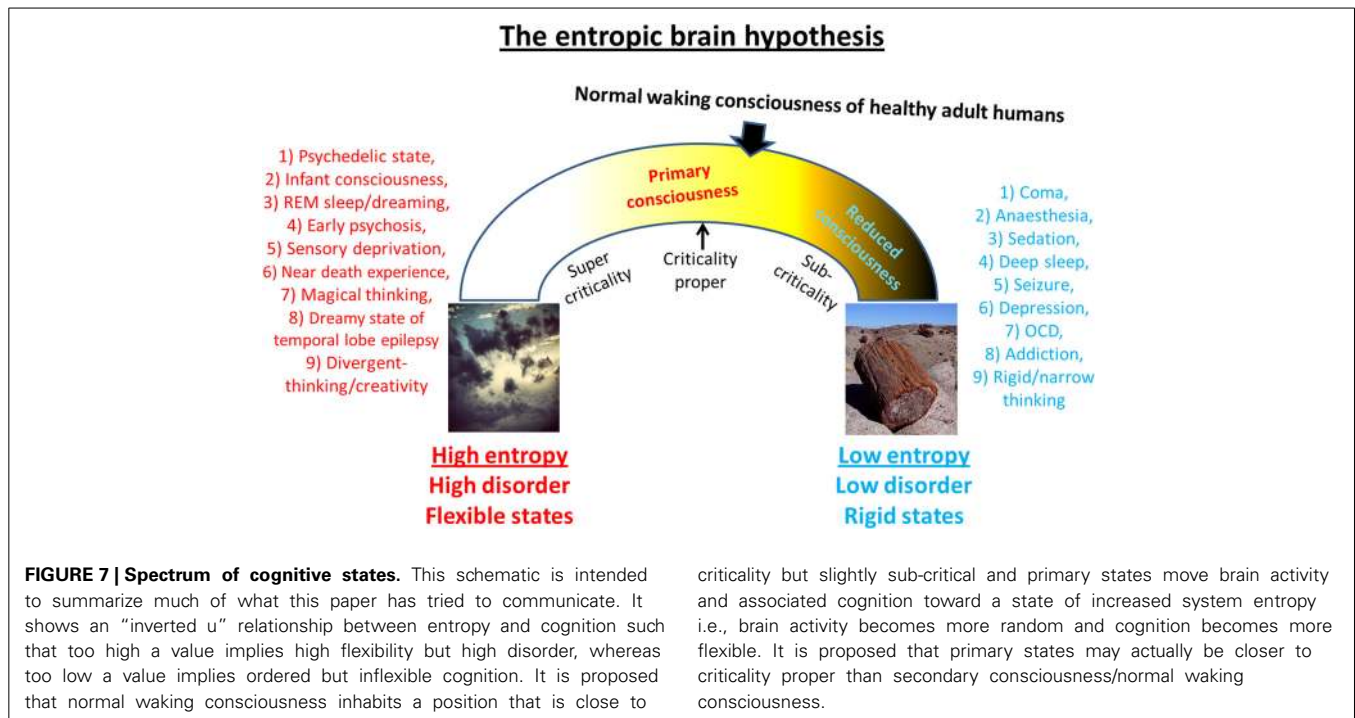 The entropic brain hypothesis
Normal waking consciousness of healthy adult humans
1) Psychedelic state,
2) Infant consciousness,
3) REM sleep/dreaming,
4) Early psychosis,
5) Sensory deprivation,
6) Near death experience,
7) Magical thinking,
8) Dreamy state of
temporal lobe epilepsy
9) Divergent-
thinking/creativity
Primary
consciousness
Reduced
consciousness
Super
criticality
Criticality
proper
Sub-
criticality
1) Coma,
2) Anaesthesia,
3) Sedation,
4) Deep sleep,
5) Seizure,
6) Depression,
7) OCD,
8) Addiction,
9) Rigid/narrow
thinking
High entropy
High disorder
Flexible states
Low entropy
Low disorder
Rigid states
FIGURE 7 | Spectrum of cognitive states. This schematic is intended
to summarize much of what this paper has tried to communicate. It
shows an “inverted u” relationship between entropy and cognition such
that too high a value implies high flexibility but high disorder, whereas
too low a value implies ordered but inflexible cognition. It is proposed
that normal waking consciousness inhabits a position that is close to
criticality but slightly sub-critical and primary states move brain activity
and associated cognition toward a state of increased system entropy
i.e., brain activity becomes more random and cognition becomes more
flexible. It is proposed that primary states may actually be closer to
criticality proper than secondary consciousness/normal waking
consciousness.